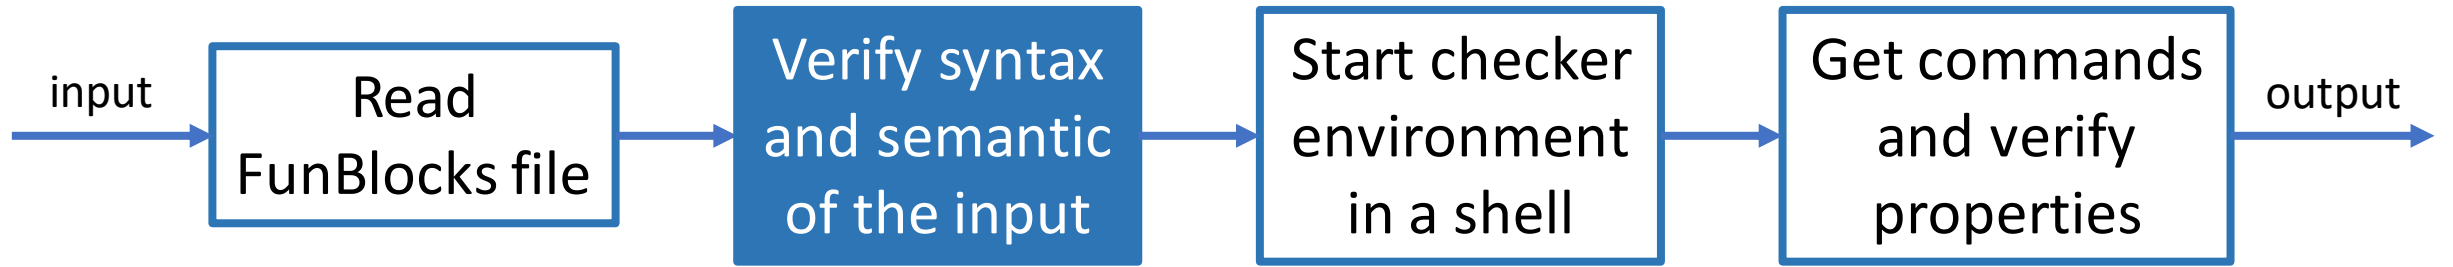 input
Read
FunBlocks file
Verify syntax
and semantic
of the input
Start checker
environment
in a shell
Get commands
and verify
properties
output